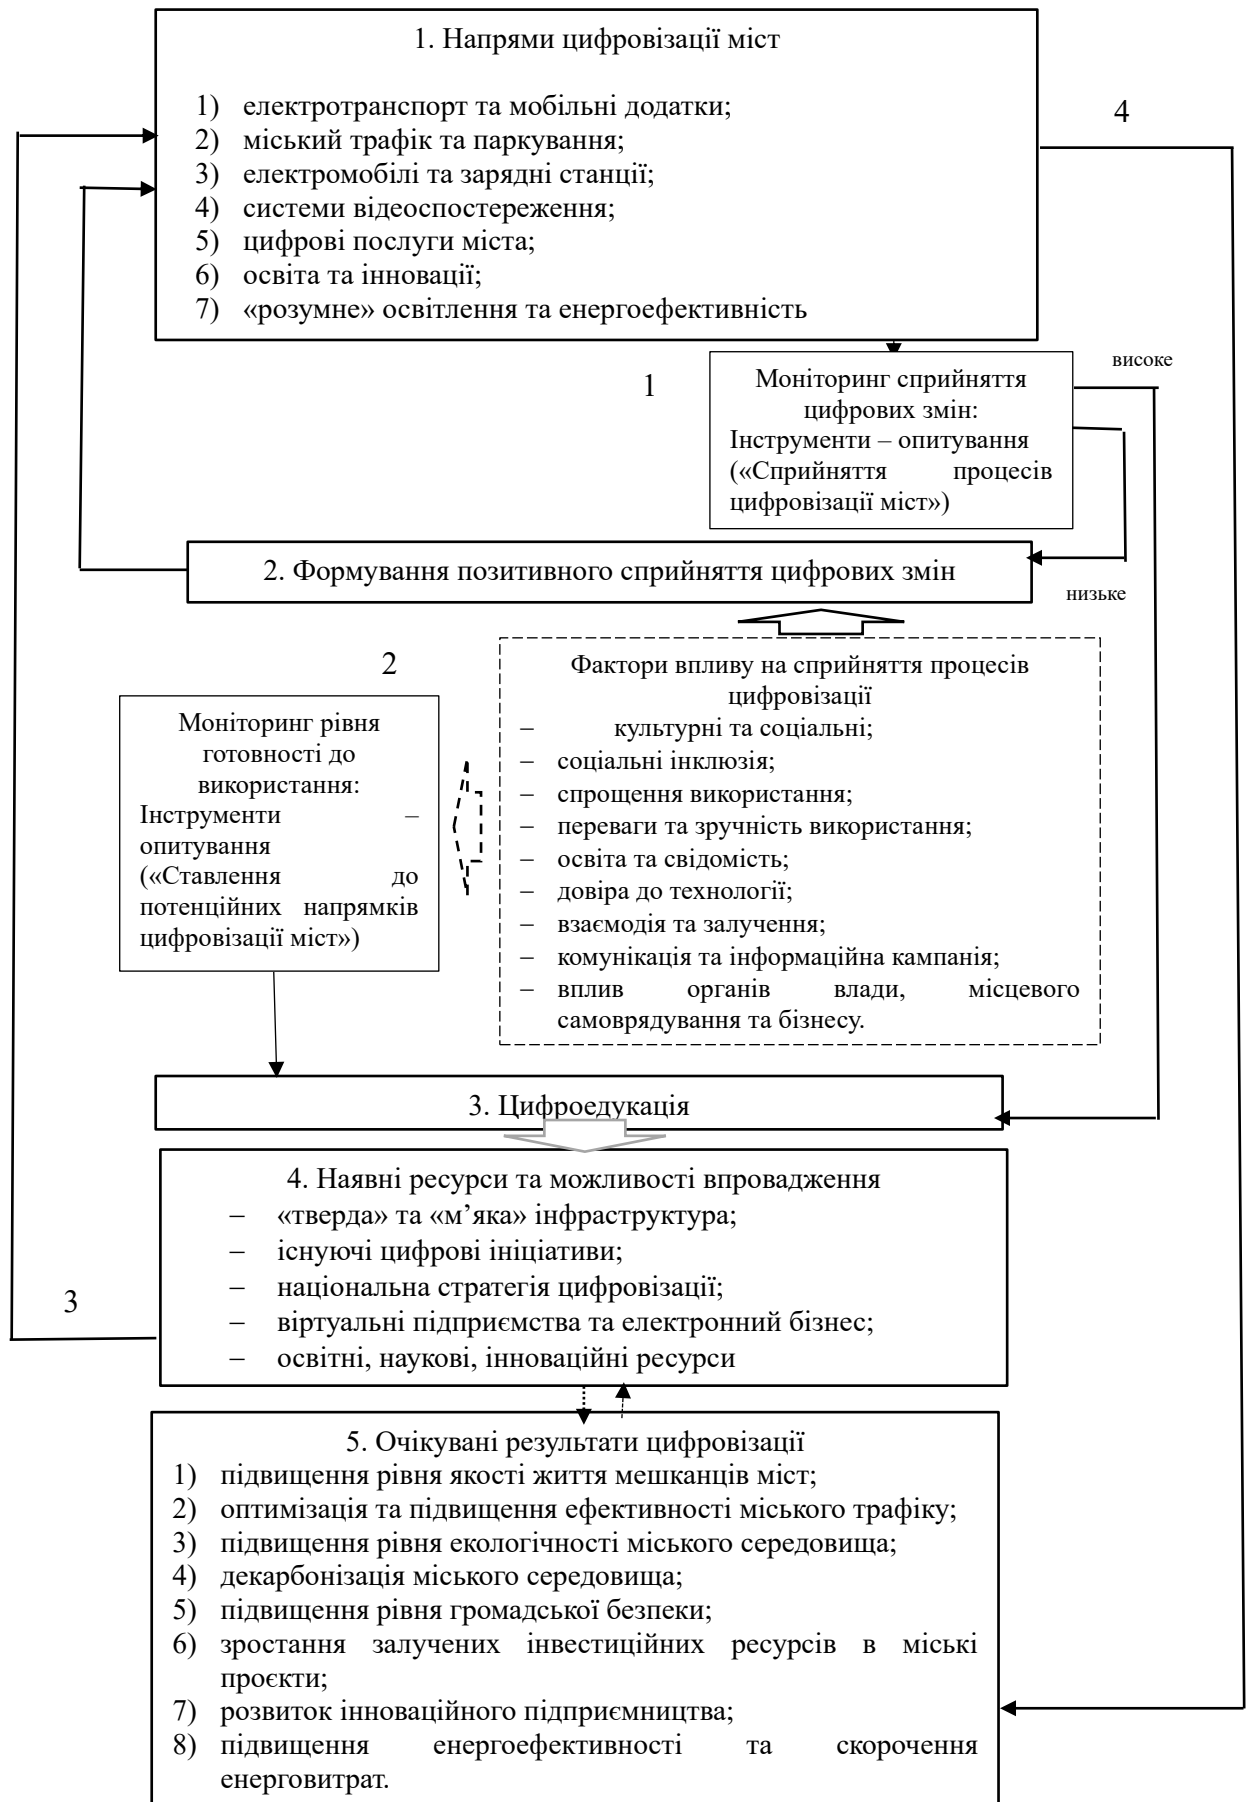 1. Напрями цифровізації міст
1) електротранспорт та мобільні додатки;
2) міський трафік та паркування;
3) електромобілі та зарядні станції;
4) системи відеоспостереження;
5) цифрові послуги міста;
6) освіта та інновації;
7) «розумне» освітлення та енергоефективність
4
1
Моніторинг сприйняття
цифрових змін:
Інструменти – опитування
(«Сприйняття процесів
цифровізації міст»)
високе
2. Формування позитивного сприйняття цифрових змін
низьке
2
Моніторинг рівня
готовності до
використання:
Інструменти –
опитування
(«Ставлення до
потенційних напрямків
цифровізації міст»)
Фактори впливу на сприйняття процесів
цифровізації
– культурні та соціальні;
– соціальні інклюзія;
– спрощення використання;
– переваги та зручність використання;
– освіта та свідомість;
– довіра до технології;
– взаємодія та залучення;
– комунікація та інформаційна кампанія;
– вплив органів влади, місцевого
самоврядування та бізнесу.
3. Цифроедукація
4. Наявні ресурси та можливості впровадження
– «тверда» та «м’яка» інфраструктура;
– існуючі цифрові ініціативи;
– національна стратегія цифровізації;
– віртуальні підприємства та електронний бізнес;
– освітні, наукові, інноваційні ресурси
3
5. Очікувані результати цифровізації
1) підвищення рівня якості життя мешканців міст;
2) оптимізація та підвищення ефективності міського трафіку;
3) підвищення рівня екологічності міського середовища;
4) декарбонізація міського середовища;
5) підвищення рівня громадської безпеки;
6) зростання залучених інвестиційних ресурсів в міські
проєкти;
7) розвиток інноваційного підприємництва;
8) підвищення енергоефективності та скорочення
енерговитрат.